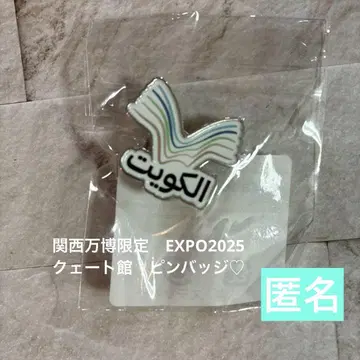 الكويت
関西万博限定　EXPO2025
クェート館　ピンバッジ♡
匿名